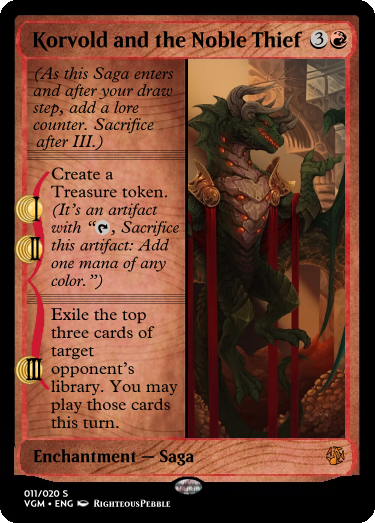 Korvold and the Noble Thief 3
(As this Saga enters
and after your draw
step, add a lore
counter. Sacrifice
after III.)
I
II
Create a
Treasure token.
(It's an artifact
with “, Sacrifice
this artifact: Add
one mana of any
color.”)
III
Exile the top
three cards of
target
opponent's
library. You may
play those cards
this turn.
Enchantment — Saga
011/020 S
VGM • ENG RighteousPebble